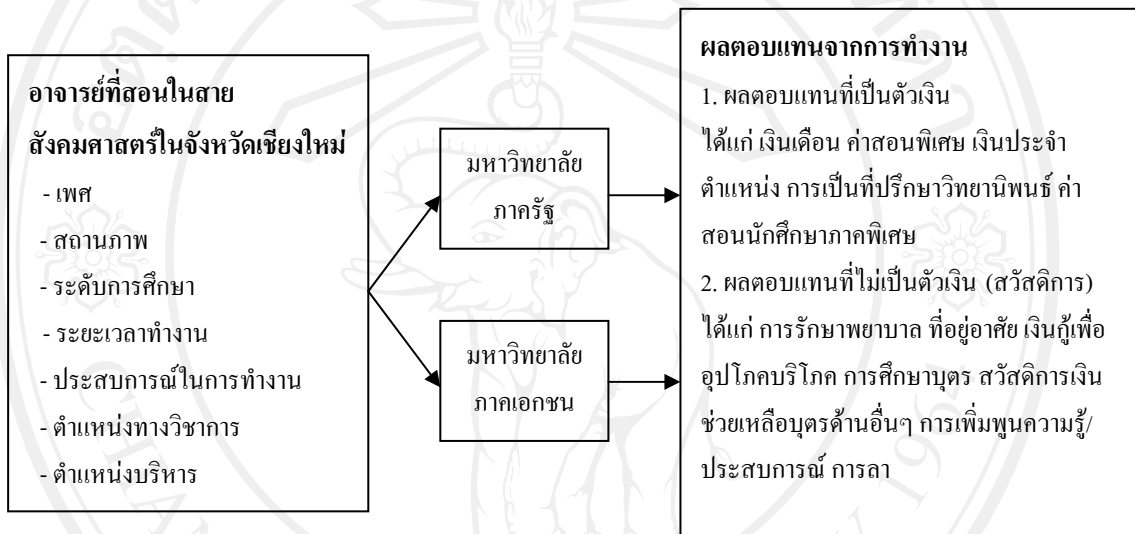 อาจารย์ที่สอนในสาย
สังคมศาสตร์ในจังหวัดเชียงใหม่
- เพศ
- สถานภาพ
- ระดับการศึกษา
- ระยะเวลาทำงาน
- ประสบการณ์ในการทำงาน
- ตำแหน่งทางวิชาการ
- ตำแหน่งบริหาร
มหาวิทยาลัย
ภาครัฐ
มหาวิทยาลัย
ภาคเอกชน
ผลตอบแทนจากการทำงาน
1. ผลตอบแทนที่เป็นตัวเงิน
ได้แก่ เงินเดือน ค่าสอนพิเศษ เงินประจำ
ตำแหน่ง การเป็นที่ปรึกษาวิทยานิพนธ์ ค่า
สอนนักศึกษาภาคพิเศษ
2. ผลตอบแทนที่ไม่เป็นตัวเงิน (สวัสดิการ)
ได้แก่ การรักษาพยาบาล ที่อยู่อาศัย เงินกู้เพื่อ
อุปโภคบริโภค การศึกษาบุตร สวัสดิการเงิน
ช่วยเหลือบุตรด้านอื่นๆ การเพิ่มพูนความรู้/
ประสบการณ์ การลา